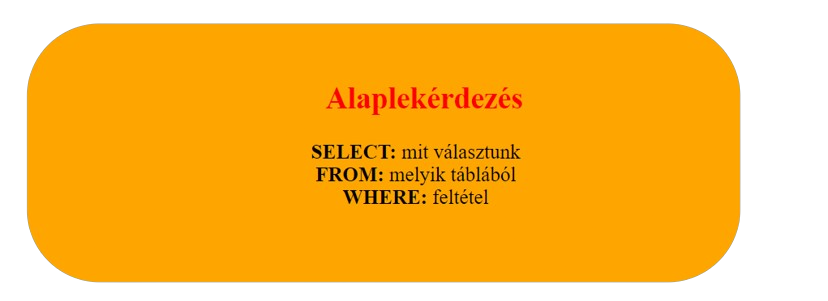 Alaplekérdezés
SELECT: mit választunk
FROM: melyik táblából
WHERE: feltétel